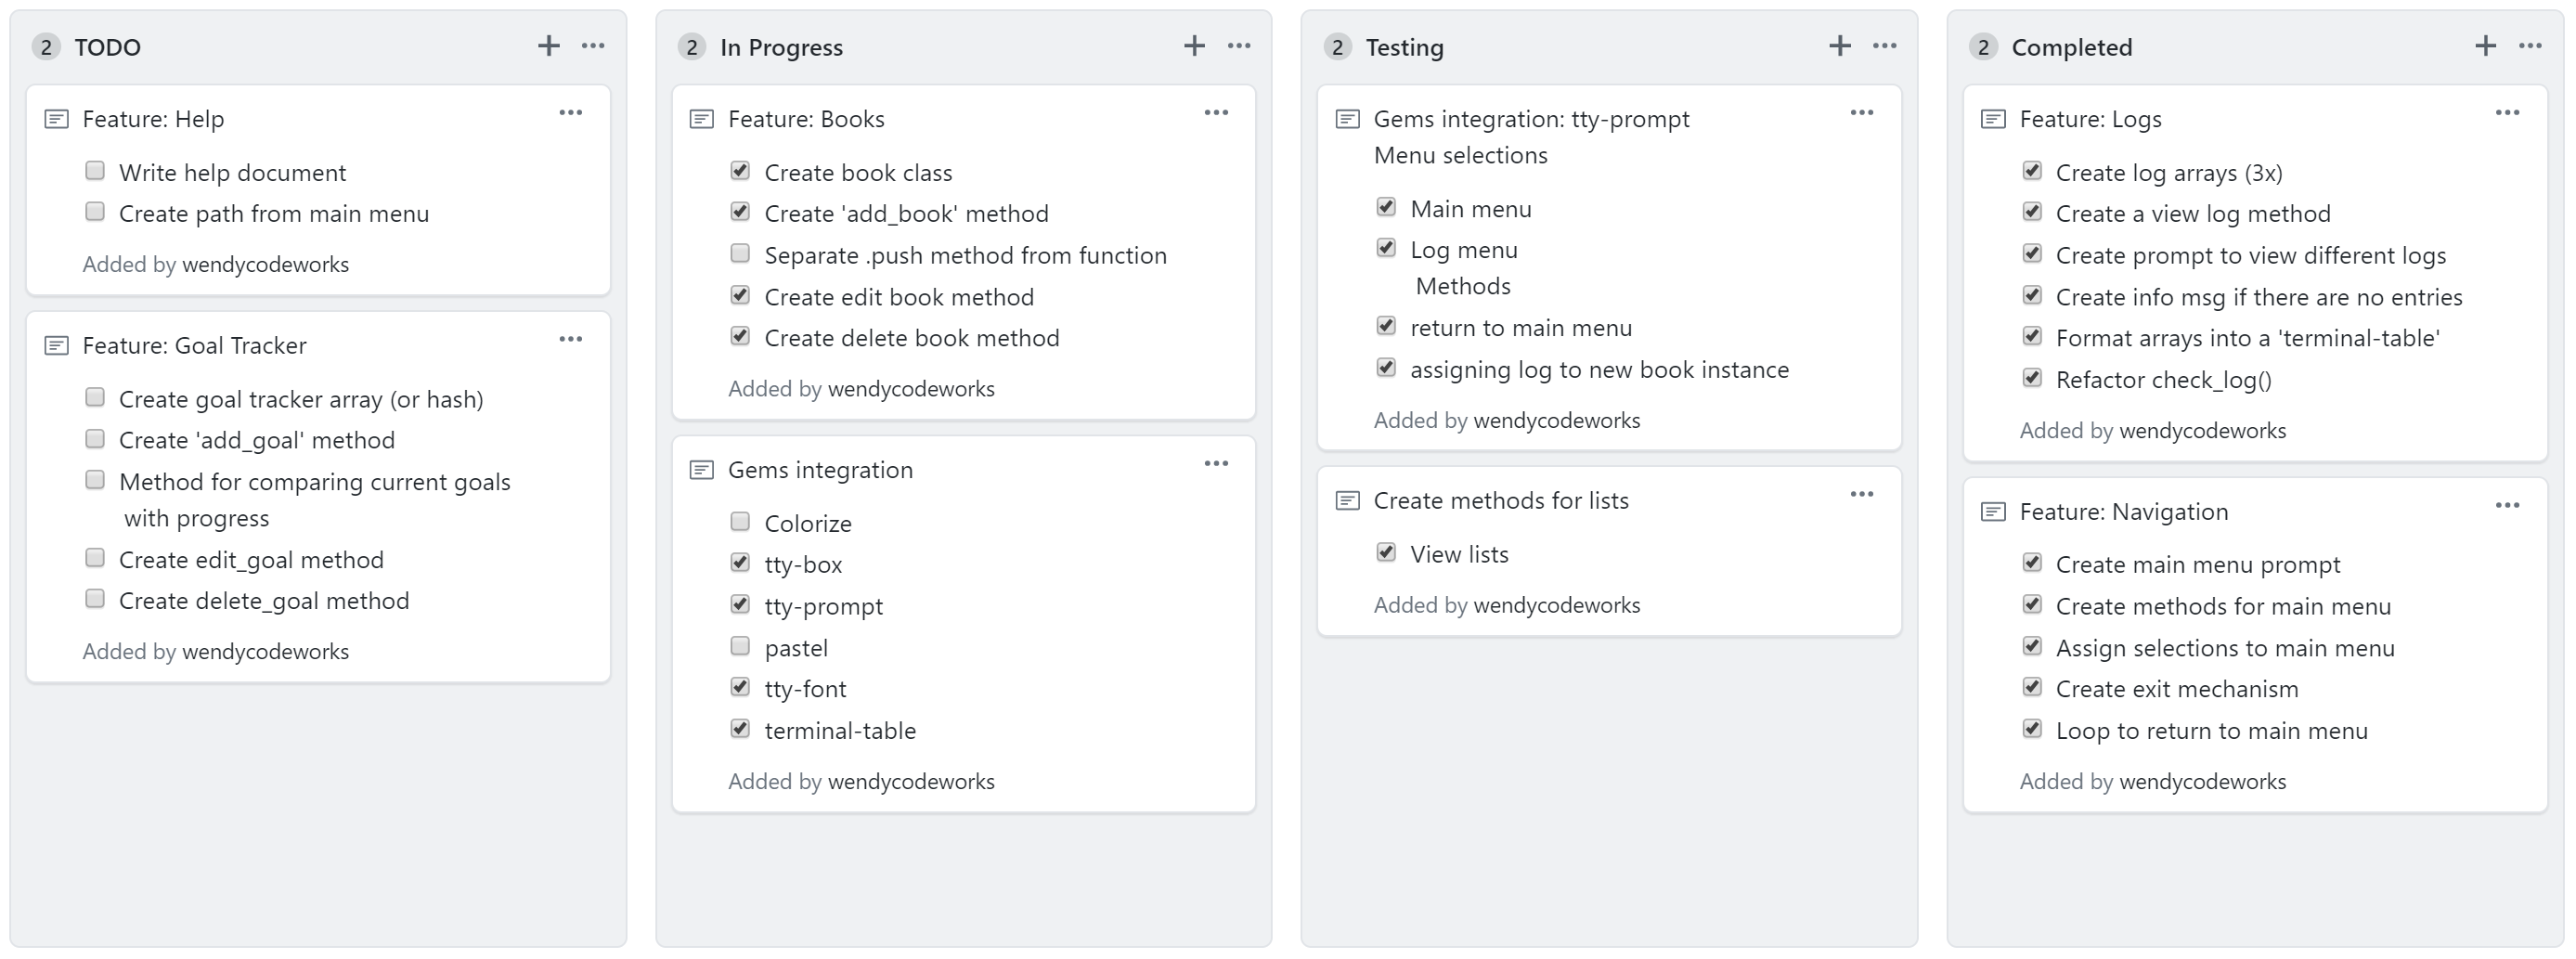 2 TODO
Feature: Help
Write help document
Create path from main menu
Added by wendycodeworks
Feature: Goal Tracker
Create goal tracker array (or hash)
Create 'add_goal' method
Method for comparing current goals
with progress
Create edit_goal method
Create delete_goal method
Added by wendycodeworks
2 In Progress
Feature: Books
Create book class
Create 'add_book' method
Separate .push method from function
Create edit book method
Create delete book method
Added by wendycodeworks
Gems integration
Colorize
tty-box
tty-prompt
pastel
tty-font
terminal-table
Added by wendycodeworks
2 Testing
Gems integration: tty-prompt
Menu selections
Main menu
Log menu
Methods
return to main menu
assigning log to new book instance
Added by wendycodeworks
Create methods for lists
View lists
Added by wendycodeworks
2 Completed
Feature: Logs
Create log arrays (3x)
Create a view log method
Create prompt to view different logs
Create info msg if there are no entries
Format arrays into a 'terminal-table'
Refactor check_log()
Added by wendycodeworks
Feature: Navigation
Create main menu prompt
Create methods for main menu
Assign selections to main menu
Create exit mechanism
Loop to return to main menu
Added by wendycodeworks